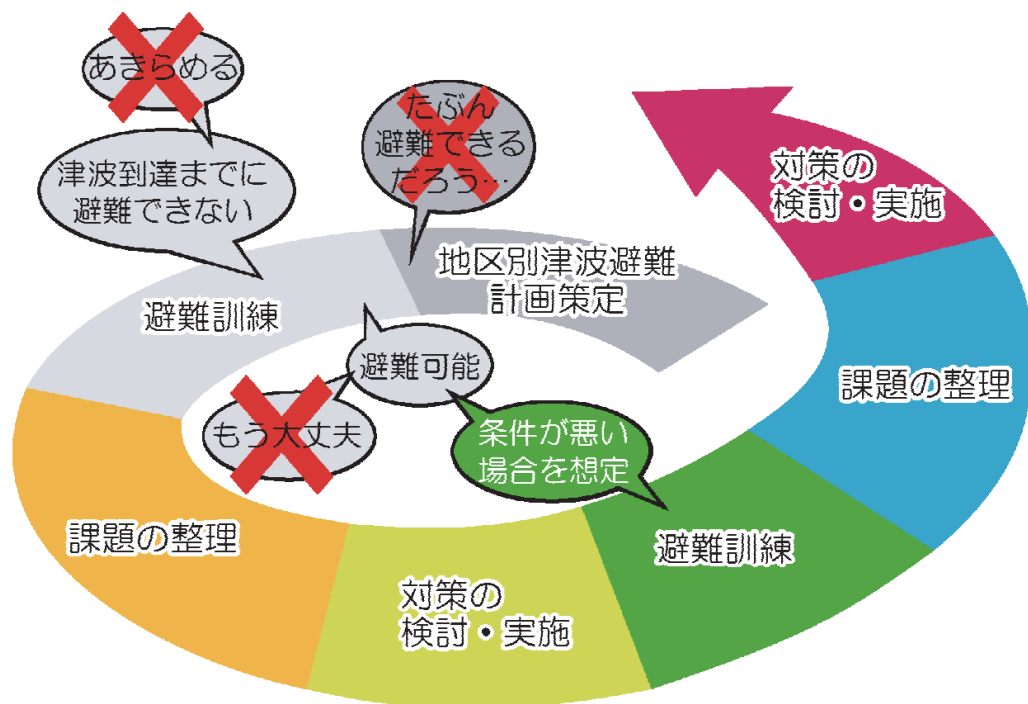 あきらめる
津波到達までに
避難できない
たぶん
避難できる
だろう…
地区別津波避難
計画策定
避難訓練
避難可能
もう大丈夫
条件が悪い
場合を想定
課題の整理
対策の
検討・実施
避難訓練
課題の整理
対策の
検討・実施